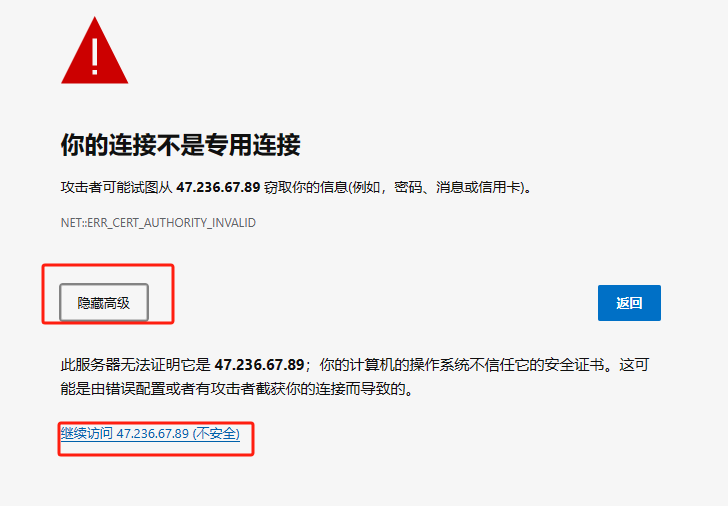 你的连接不是专用连接
攻击者可能试图从 47.236.67.89 窃取你的信息(例如，密码、消息或信用卡)。
NET::ERR_CERT_AUTHORITY_INVALID
隐藏高级
返回
此服务器无法证明它是 47.236.67.89；你的计算机的操作系统不信任它的安全证书。这可
能是由错误配置或者有攻击者截获你的连接而导致的。
继续访问 47.236.67.89 (不安全)